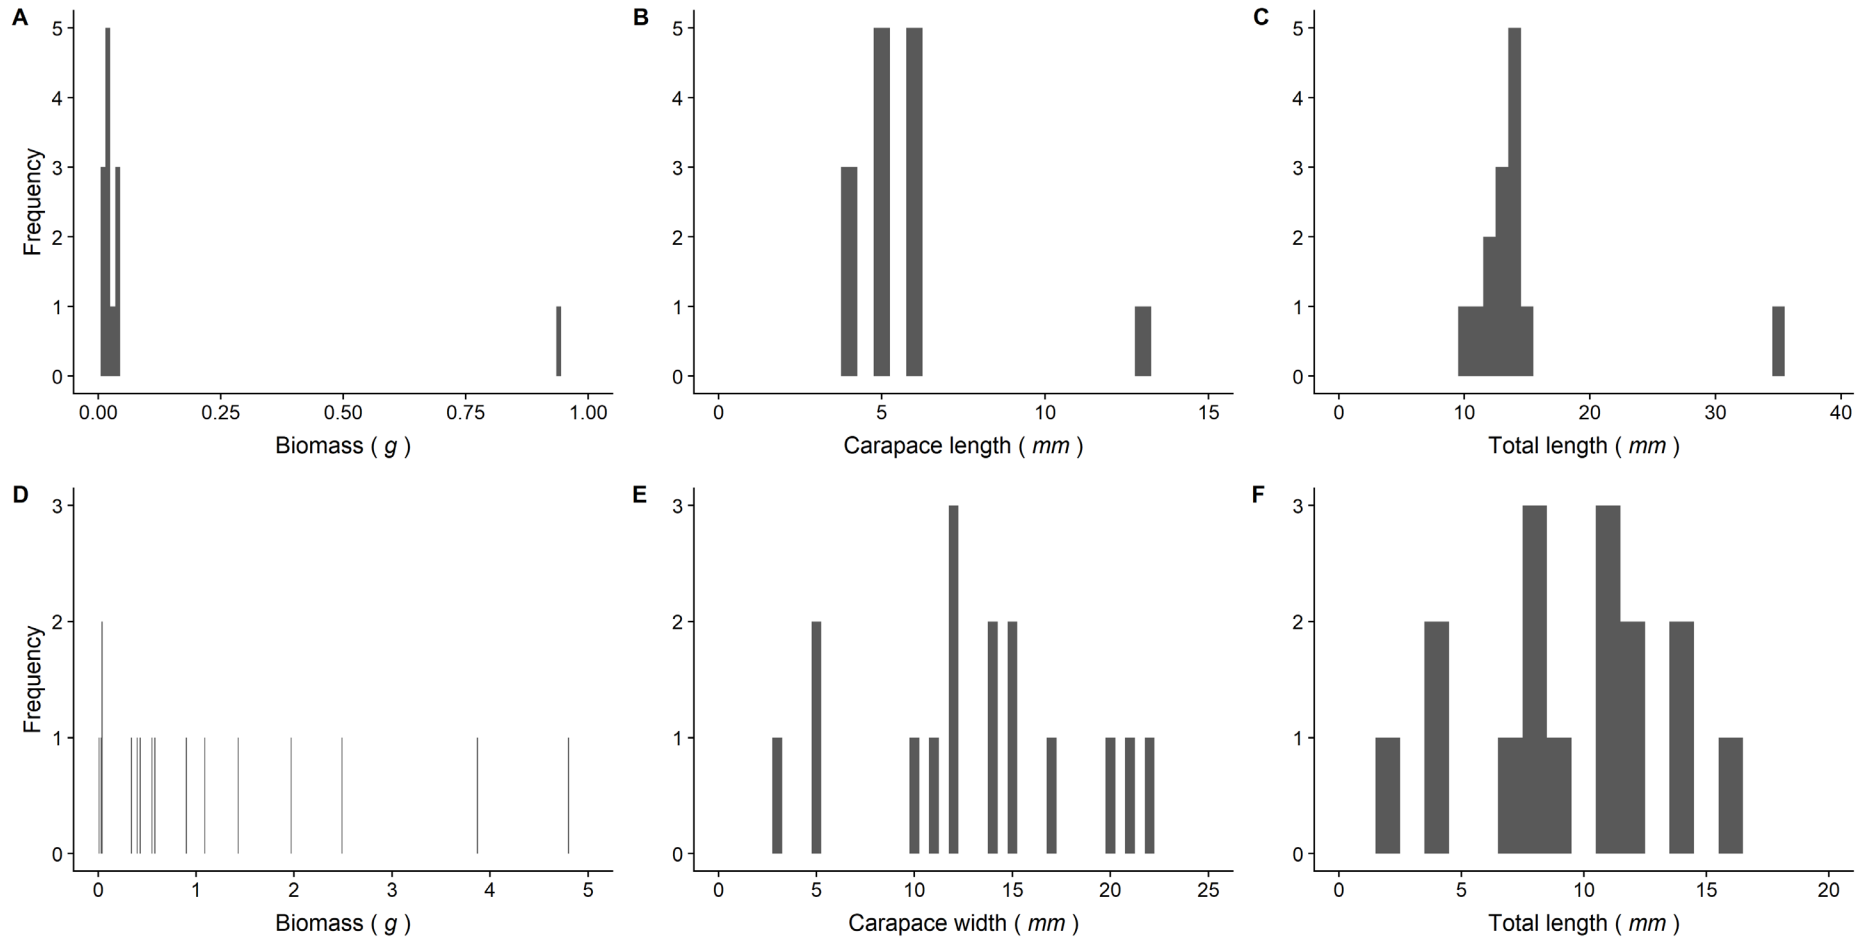 A
B
C
5
4
3
2
1
0
Frequency
0.00 0.25 0.50 0.75 1.00
Biomass ( g )
5
4
3
2
1
0
0 5 10 15
Carapace length ( mm )
5
4
3
2
1
0
0 10 20 30 40
Total length ( mm )
D
E
F
3
2
1
0
Frequency
0 1 2 3 4 5
Biomass ( g )
3
2
1
0
0 5 10 15 20 25
Carapace width ( mm )
3
2
1
0
0 5 10 15 20
Total length ( mm )